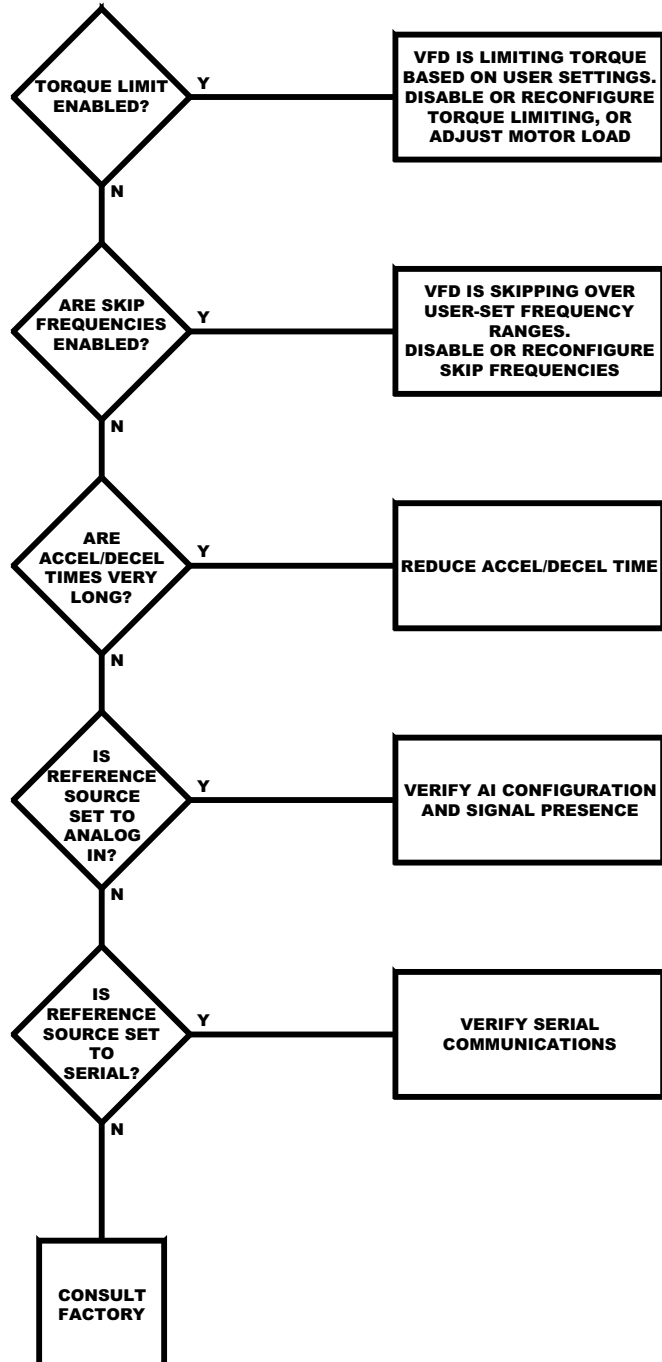 TORQUE LIMIT
ENABLED?
Y
VFD IS LIMITING TORQUE
BASED ON USER SETTINGS.
DISABLE OR RECONFIGURE
TORQUE LIMITING, OR
ADJUST MOTOR LOAD
N
ARE SKIP
FREQUENCIES
ENABLED?
Y
VFD IS SKIPPING OVER
USER-SET FREQUENCY
RANGES.
DISABLE OR RECONFIGURE
SKIP FREQUENCIES
N
ARE
ACCEL/DECEL
TIMES VERY
LONG?
Y
REDUCE ACCEL/DECEL TIME
N
IS
REFERENCE
SOURCE
SET TO
ANALOG
IN?
Y
VERIFY AI CONFIGURATION
AND SIGNAL PRESENCE
N
IS
REFERENCE
SOURCE SET
TO
SERIAL?
Y
VERIFY SERIAL
COMMUNICATIONS
N
CONSULT
FACTORY